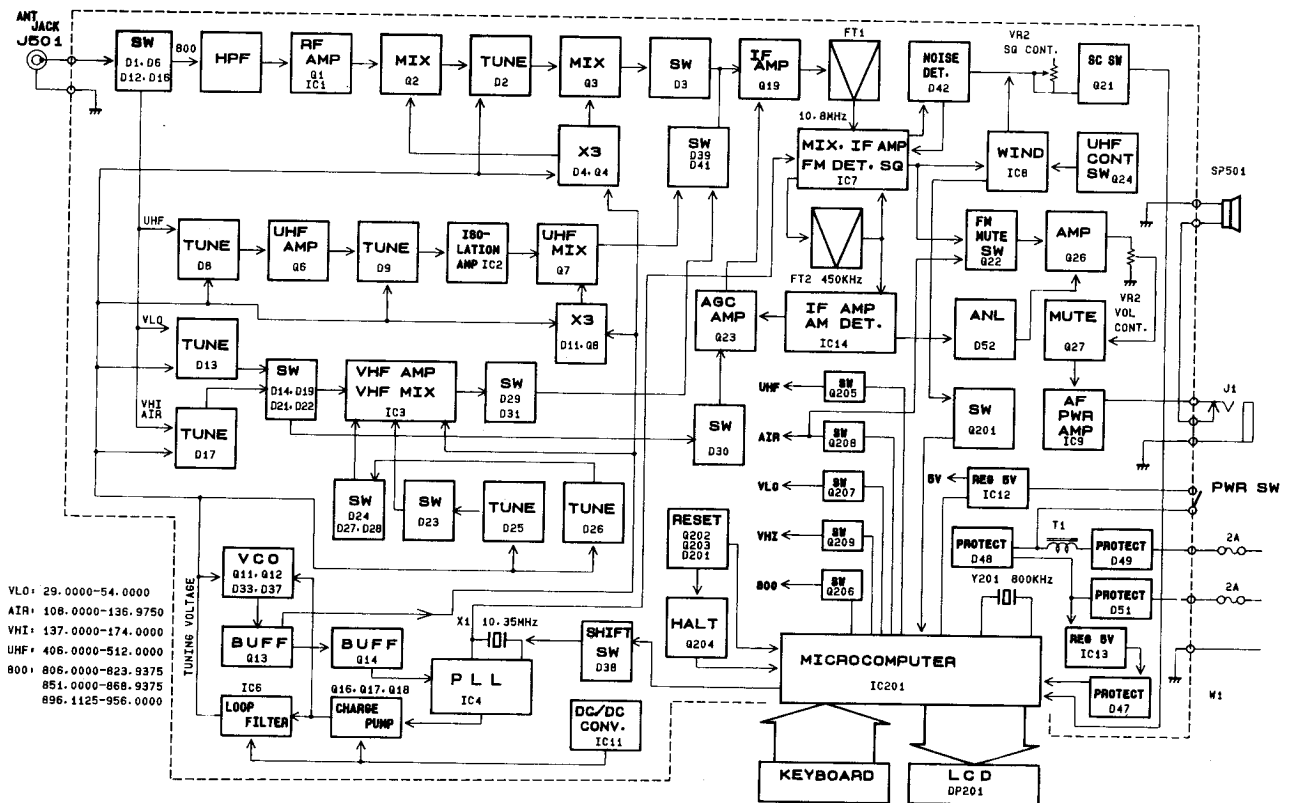 ANT
JACK
J501
SW
D1, D6
D12, D16
800
HPF
RF
AMP
Q1
IC1
MIX
Q2
TUNE
D2
MIX
Q3
SW
D3
IF
AMP
Q19
FT1
NOISE
DET.
D42
VR2
SQ CONT.
SC SW
Q21
X3
D4, Q4
SW
D39
D41
10.8MHz
MIX. IF AMP
FM DET. SQ
IC7
WIND
IC8
UHF
CONT
SW Q24
SP501
UHF
TUNE
D8
UHF
AMP
Q6
TUNE
D9
ISO-
LATION
AMP IC2
UHF
MIX
Q7
FT2 450KHz
FM
MUTE
SW
Q22
AMP
Q26
VR2
VOL
CONT.
X3
D11, Q8
AGC
AMP
Q23
IF AMP
AM DET.
IC14
ANL
D52
MUTE
Q27
VLO
TUNE
D13
SW
D14, D19
D21, D22
VHF AMP
VHF MIX
IC3
SW
D29
D31
VHI
AIR
TUNE
D17
SW
D30
UHF
SW
Q205
AIR
SW
Q208
SW
Q201
AF
PWR
AMP
IC9
J1
SW
D24
D27, D28
SW
D23
TUNE
D25
TUNE
D26
VLO
SW
Q207
5V
REG 5V
IC12
PWR SW
RESET
Q202
Q203
D201
VHI
SW
Q209
PROTECT
D48
T1
PROTECT
D49
2A
800
SW
Q206
Y201 800KHz
PROTECT
D51
2A
VCO
Q11, Q12
D33, D37
VLO: 29.0000-54.0000
AIR: 108.0000-136.9750
VHI: 137.0000-174.0000
UHF: 406.0000-512.0000
800: 806.0000-823.9375
851.0000-868.9375
896.1125-956.0000
TUNING VOLTAGE
BUFF
Q13
BUFF
Q14
X1 10.35MHz
SHIFT
SW
D38
HALT
Q204
MICROCOMPUTER
IC201
REG 5V
IC13
PROTECT
D47
W1
IC6
LOOP
FILTER
Q16, Q17, Q18
CHARGE
PUMP
PLL
IC4
DC/DC
CONV.
IC11
KEYBOARD
LCD
DP201